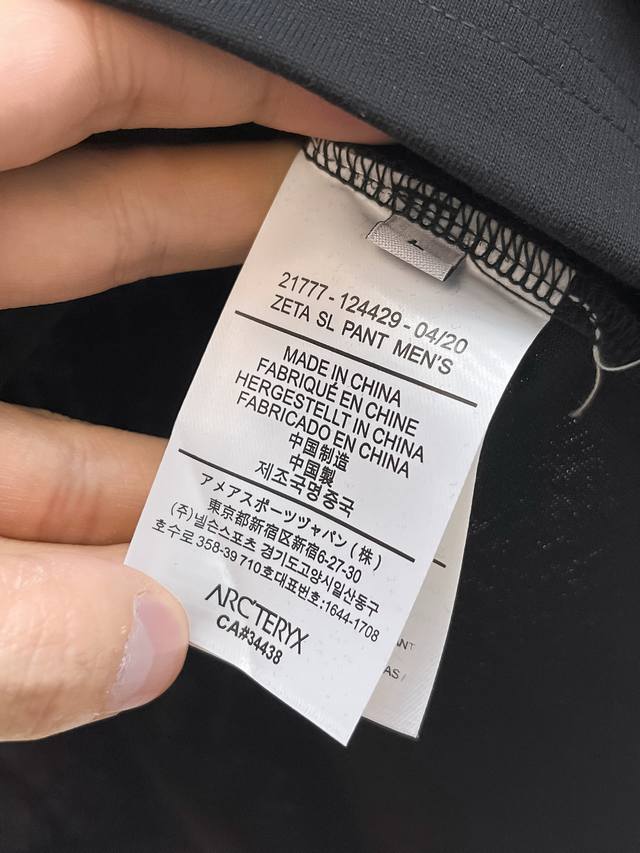 21777-124429-04/20
ZETA SL PANT MEN'S
MADE IN CHINA
FABRIQUÉ EN CHINE
HERGESTELLT IN CHINA
FABRICADO EN CHINA
中国制造
中国製
제조국명중국
アメアスポーツジャパン(株)
東京都新宿区新宿6-27-30
(주)넬슨스포츠 경기도고양시일산동구
호수로 358-39 710호대표번호:1644-1708
ARC'TERYX
CA#34438